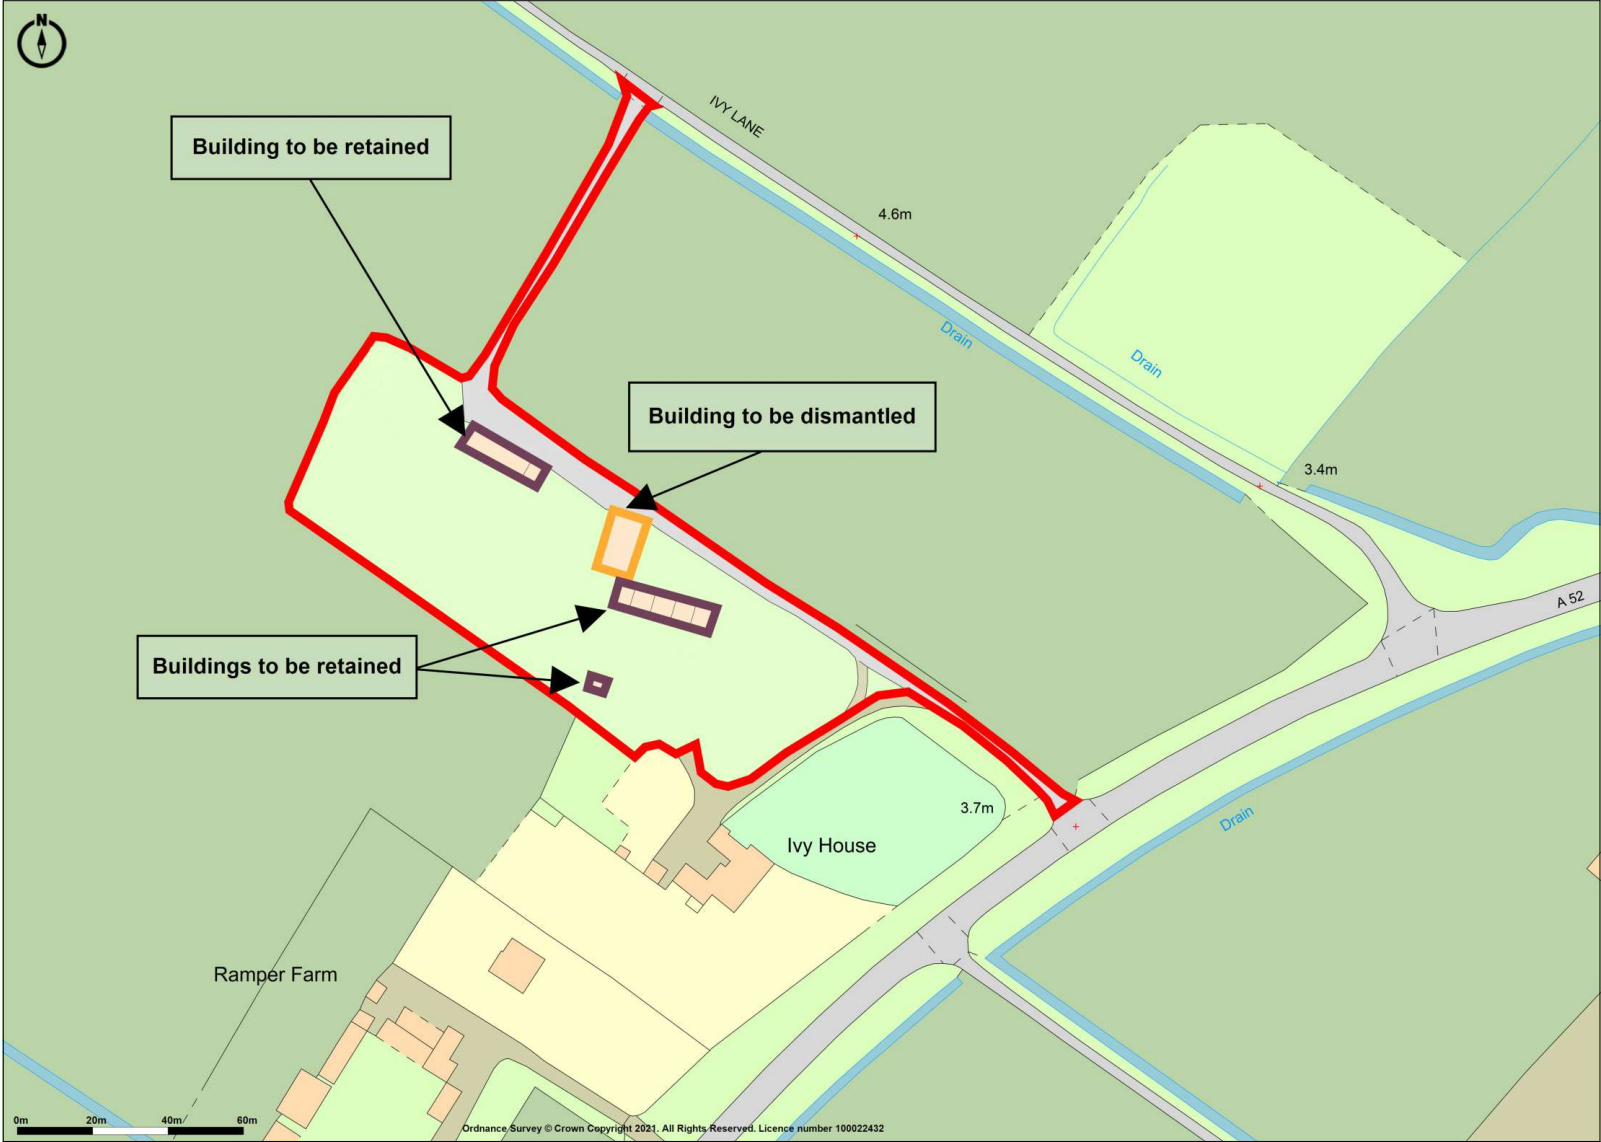 N
IVY LANE
Building to be retained
4.6m
Drain
Drain
Building to be dismantled
3.4m
A 52
Buildings to be retained
3.7m
Drain
Ivy House
Ramper Farm
0m 20m 40m 60m
Ordnance Survey © Crown Copyright 2021. All Rights Reserved. Licence number 100022432